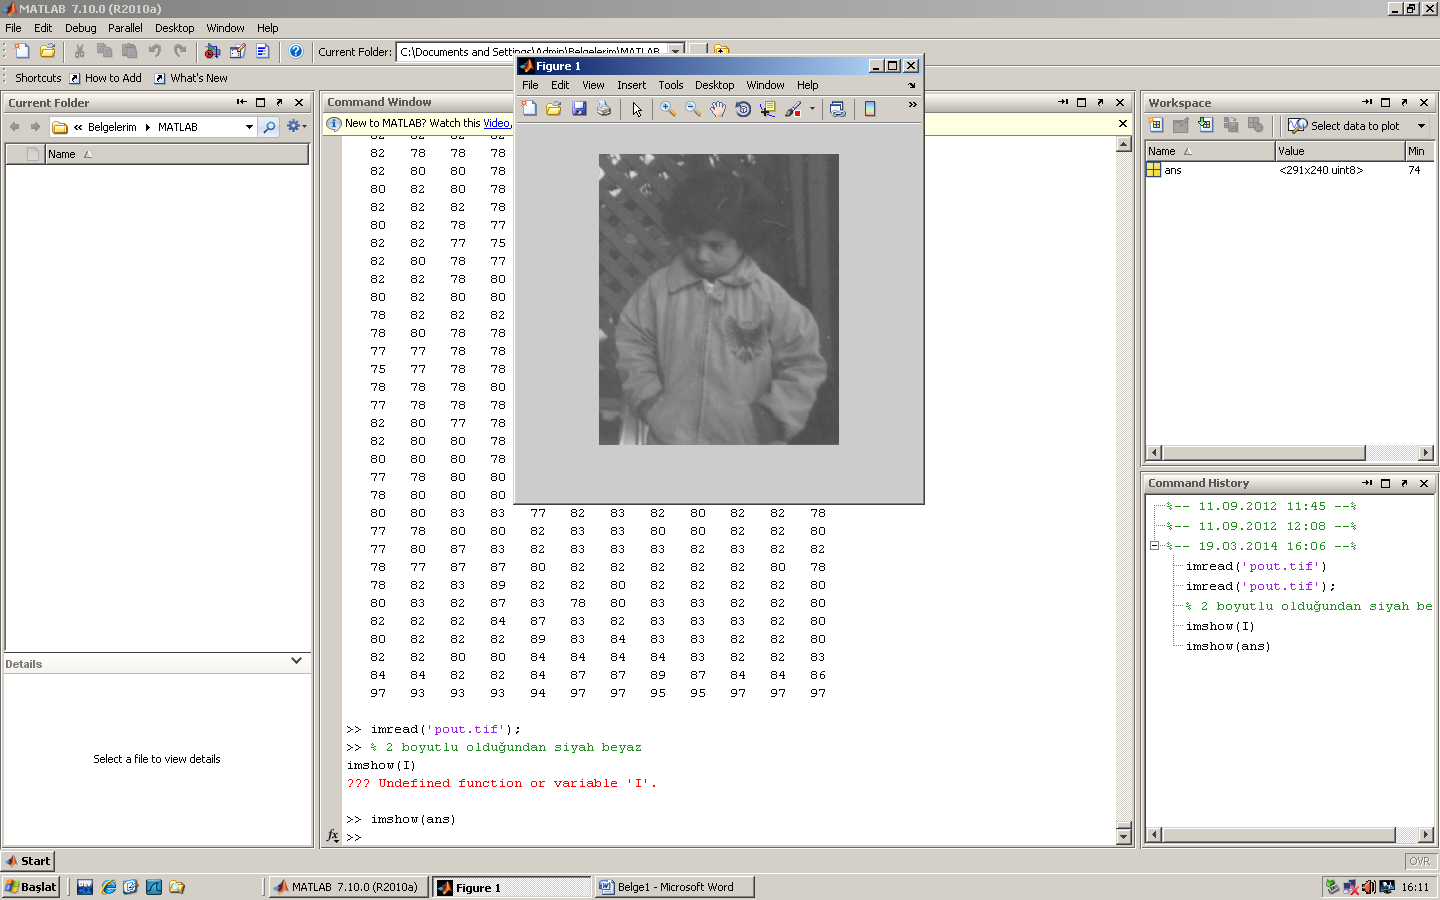 MATLAB 7.10.0 (R2010a)
File Edit Debug Parallel Desktop Window Help
Current Folder: C:\Documents and Settings\Admin\Belgelerim\MATLAB
Shortcuts How to Add What's New
Current Folder
« Belgelerim MATLAB
Name
Details
Select a file to view details
Command Window
New to MATLAB? Watch this Video,
82 78 78 78
82 80 80 78
80 82 80 78
82 82 82 78
80 82 78 77
82 82 77 75
82 80 78 77
82 82 78 80
80 82 80 80
78 82 82 82
78 80 78 78
77 77 78 78
75 77 78 78
78 78 78 80
77 78 78 78
82 80 77 78
82 80 80 78
80 80 80 78
77 78 80 80
78 80 80 80
80 80 83 83 77 82 83 82 80 82 82 78
77 78 80 80 82 83 83 80 80 82 82 80
77 80 87 83 82 83 83 83 82 83 82 82
78 77 87 87 80 82 82 82 82 82 80 78
78 82 83 89 82 82 80 82 82 82 82 80
80 83 82 87 83 78 80 83 83 82 82 80
82 82 82 84 87 83 82 83 83 83 82 80
80 82 82 82 89 83 84 83 83 82 82 80
82 82 80 80 84 84 84 84 83 82 82 83
84 84 82 82 84 87 87 89 87 84 84 86
97 93 93 93 94 97 97 95 95 97 97 97
>> imread('pout.tif');
>> % 2 boyutlu olduğundan siyah beyaz
imshow(I)
??? Undefined function or variable 'I'.
>> imshow(ans)
fx >>
Figure 1
File Edit View Insert Tools Desktop Window Help
Workspace
Select data to plot
Name Value Min
ans <291x240 uint8> 74
Command History
%-- 11.09.2012 11:45 --%
%-- 11.09.2012 12:08 --%
%-- 19.03.2014 16:06 --%
imread('pout.tif')
imread('pout.tif');
% 2 boyutlu olduğundan siyah be
imshow(I)
imshow(ans)
Start
OVR
Başlat
MATLAB 7.10.0 (R2010a)
Figure 1
Belge1 - Microsoft Word
16:11